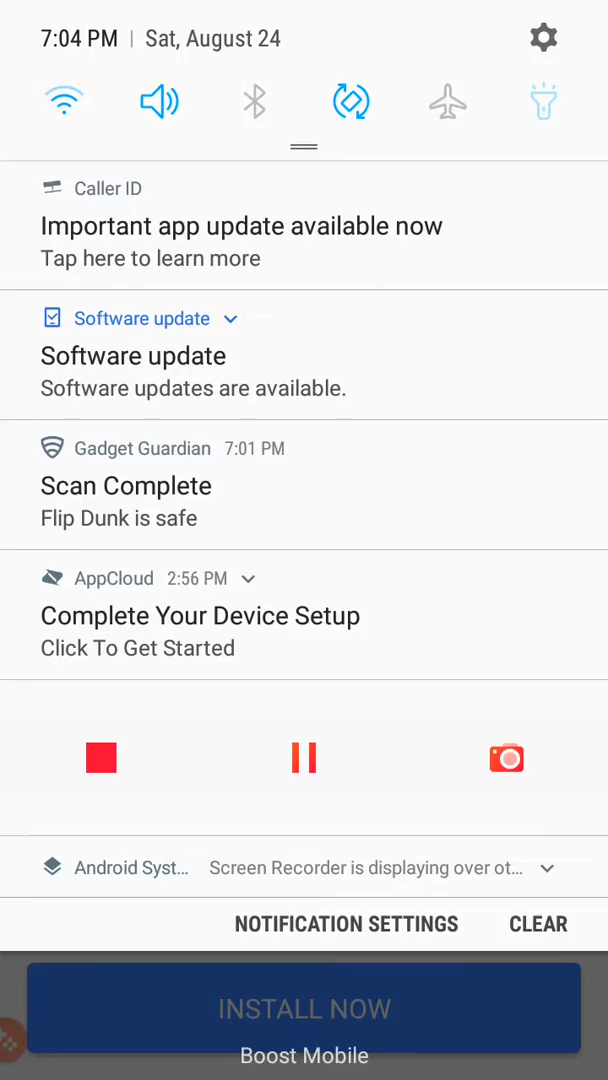 7:04 PM | Sat, August 24
Caller ID
Important app update available now
Tap here to learn more
Software update
Software update
Software updates are available.
Gadget Guardian 7:01 PM
Scan Complete
Flip Dunk is safe
AppCloud 2:56 PM
Complete Your Device Setup
Click To Get Started
Android Syst... Screen Recorder is displaying over ot...
NOTIFICATION SETTINGS CLEAR
INSTALL NOW
Boost Mobile